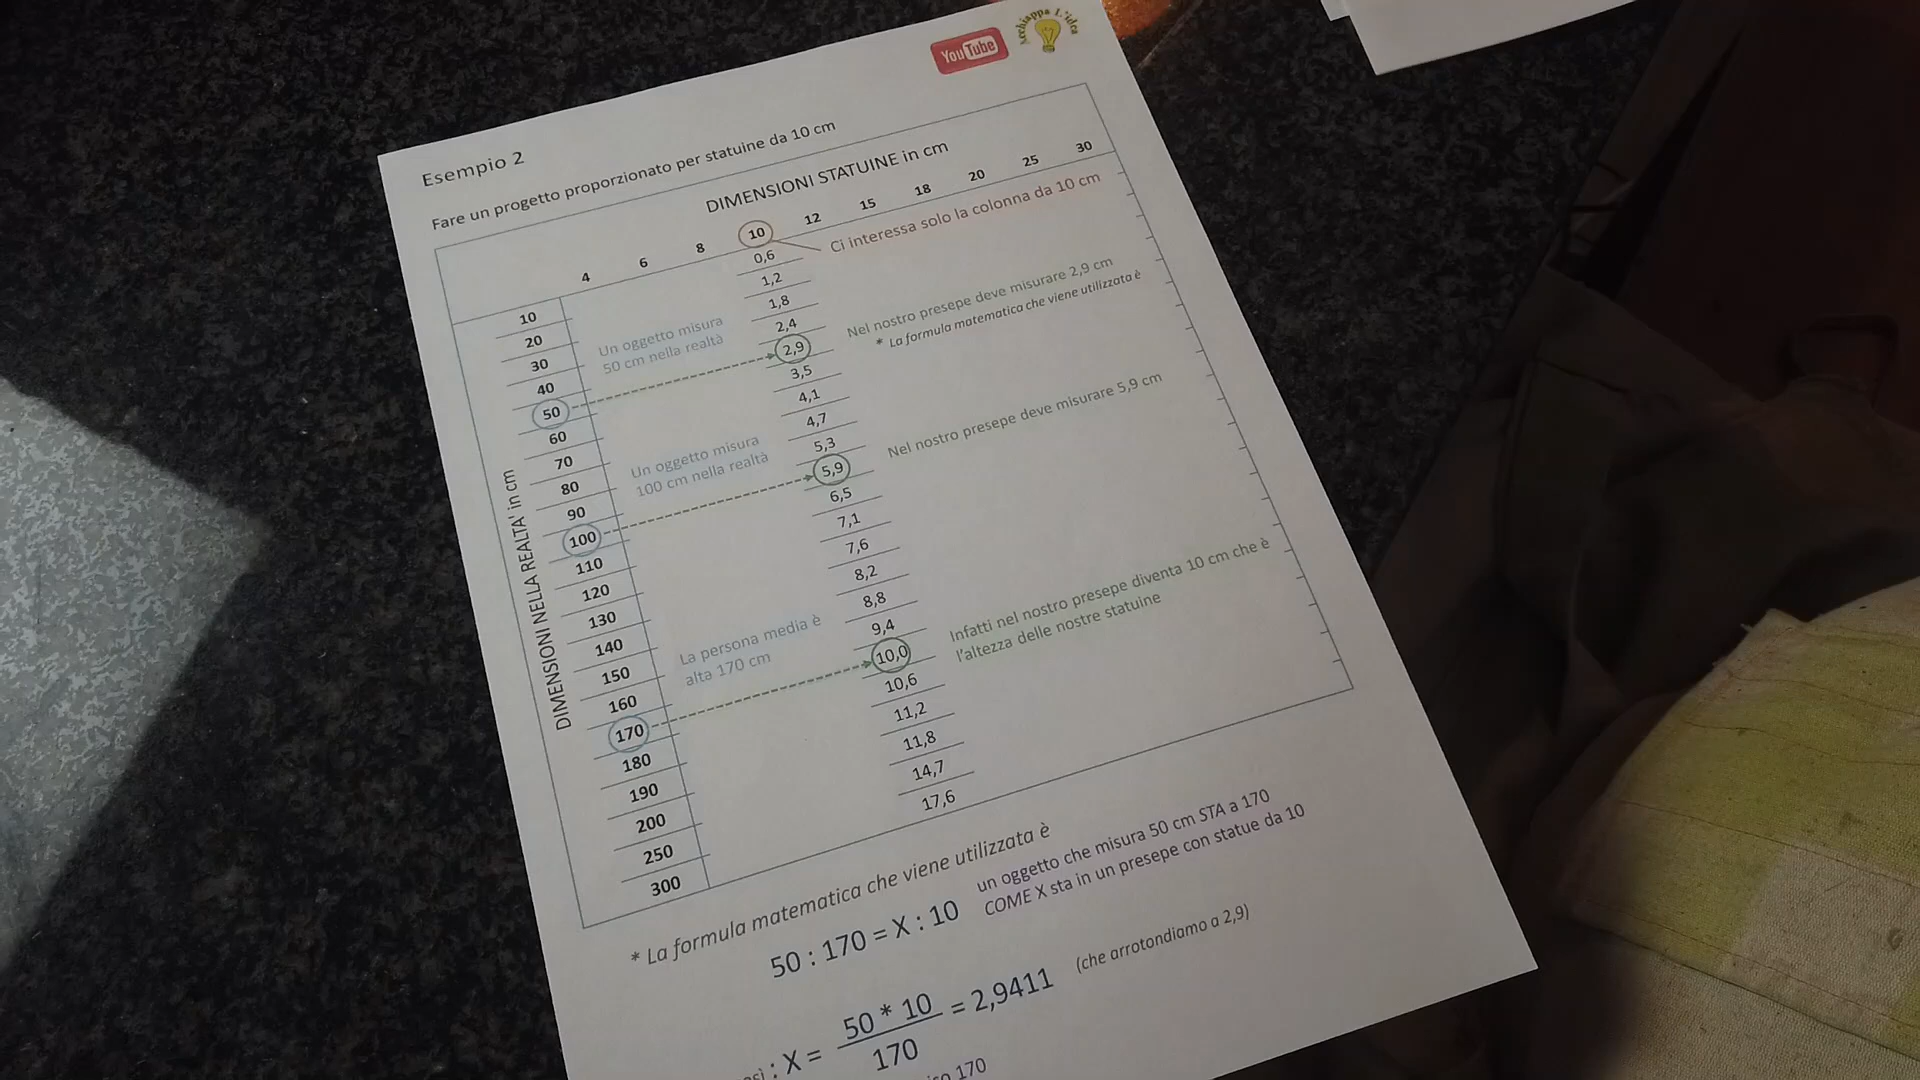 YouTube
Acchiappa L'idea
Esempio 2
Fare un progetto proporzionato per statuine da 10 cm
DIMENSIONI STATUINE in cm
4 6 8 10 12 15 18 20 25 30
Ci interessa solo la colonna da 10 cm
DIMENSIONI NELLA REALTA' in cm
10 0,6
20 1,2
30 1,8
40 2,4
50 2,9
60 3,5
70 4,1
80 4,7
90 5,3
100 5,9
110 6,5
120 7,1
130 7,6
140 8,2
150 8,8
160 9,4
170 10,0
180 10,6
190 11,2
200 11,8
250 14,7
300 17,6
Un oggetto misura
50 cm nella realtà
Nel nostro presepe deve misurare 2,9 cm
* La formula matematica che viene utilizzata è
Un oggetto misura
100 cm nella realtà
Nel nostro presepe deve misurare 5,9 cm
La persona media è
alta 170 cm
Infatti nel nostro presepe diventa 10 cm che è
l'altezza delle nostre statuine
* La formula matematica che viene utilizzata è
50 : 170 = X : 10
un oggetto che misura 50 cm STA a 170
COME X sta in un presepe con statue da 10
: X = 50 * 10 / 170 = 2,9411 (che arrotondiamo a 2,9)
170